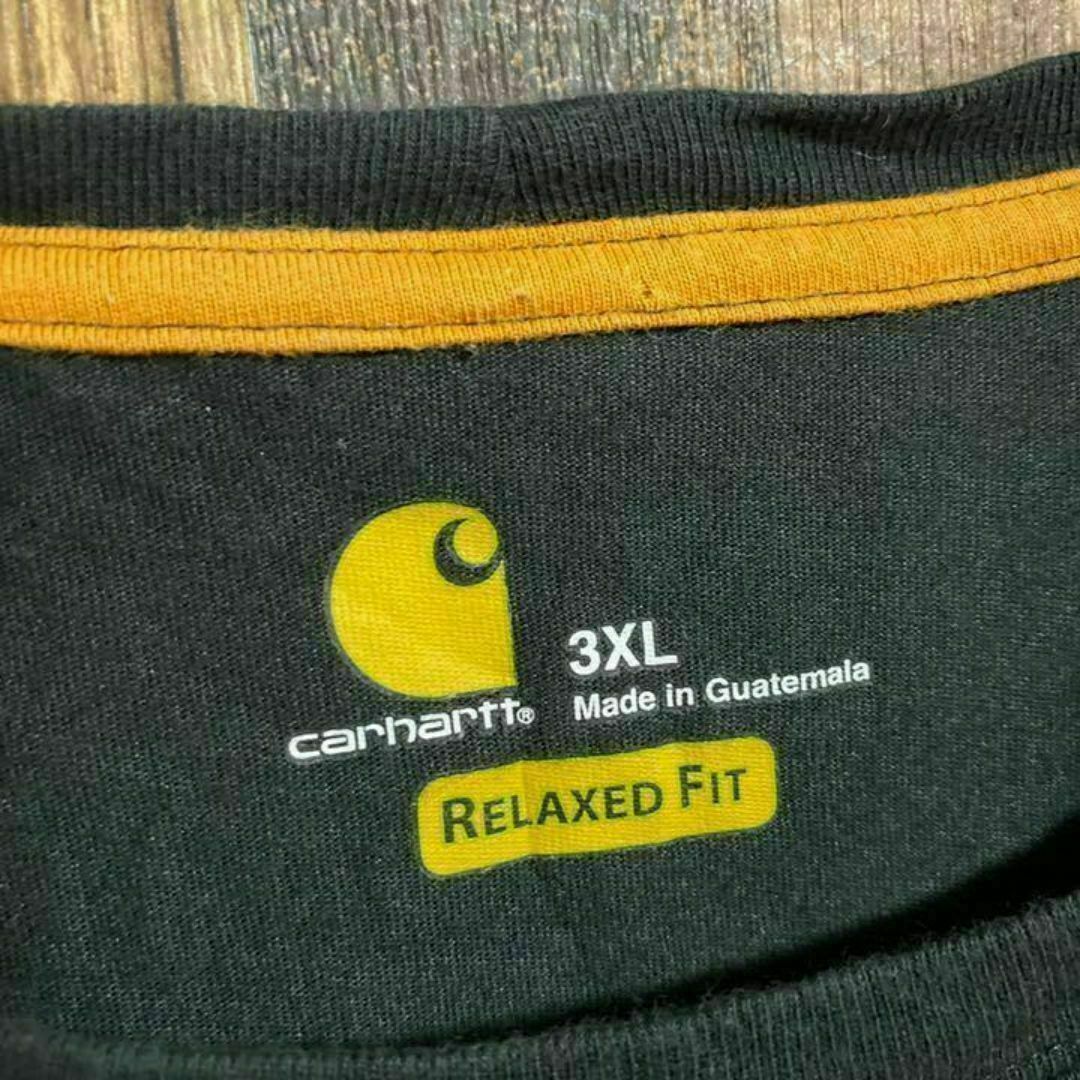 carhartt®
3XL
Made in Guatemala
RELAXED FIT